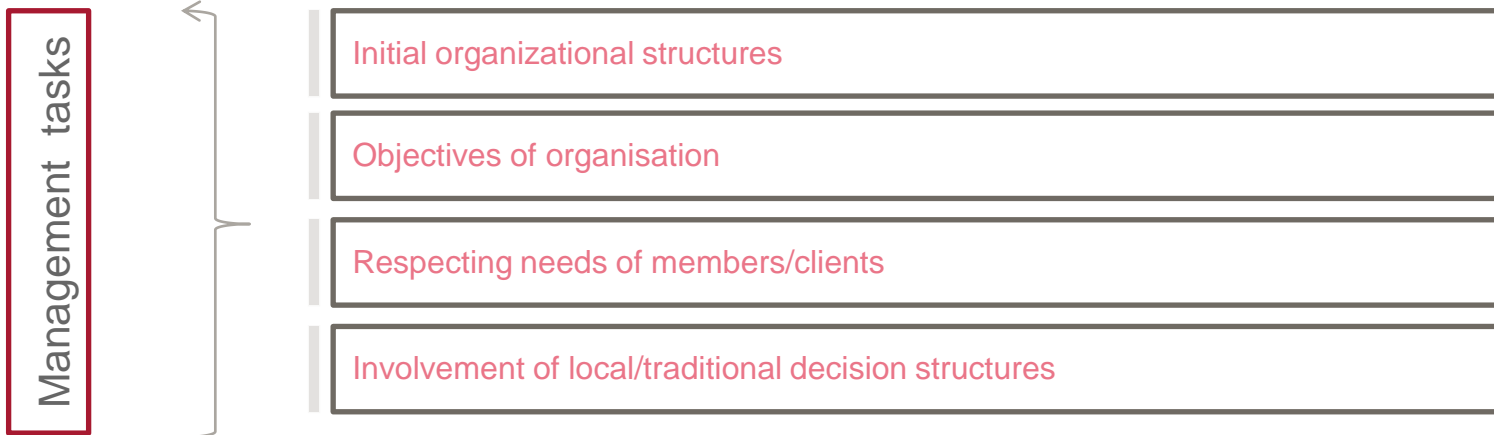 Management tasks
Initial organizational structures
Objectives of organisation
Respecting needs of members/clients
Involvement of local/traditional decision structures